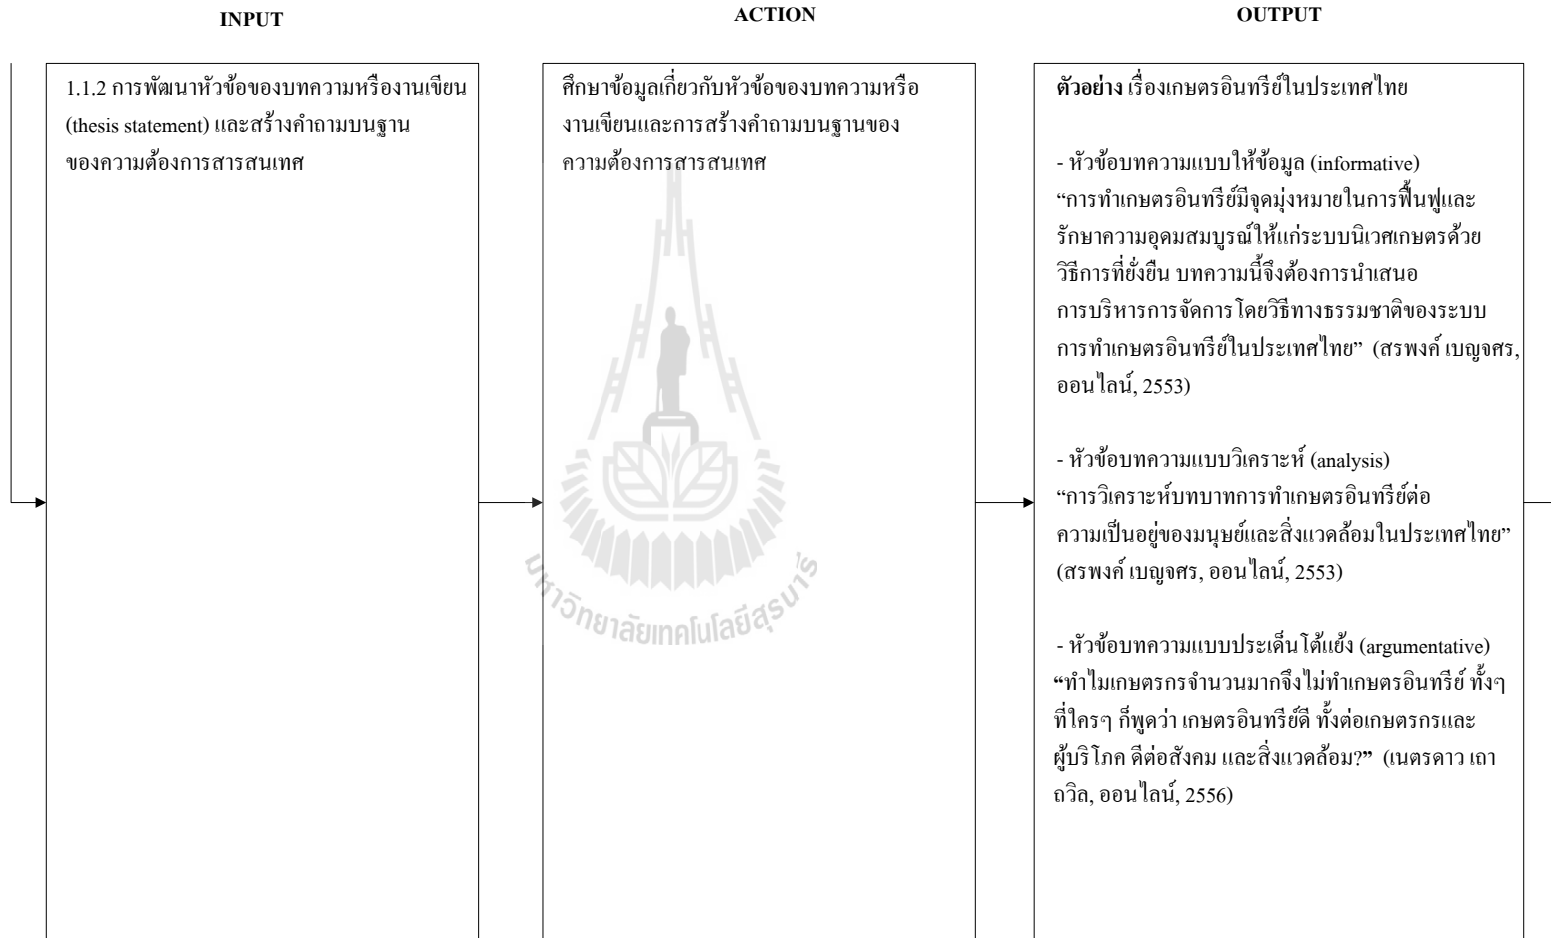 INPUT
ACTION
OUTPUT
1.1.2 การพัฒนาหัวข้อของบทความหรืองานเขียน
(thesis statement) และสร้างคำถามบนฐาน
ของความต้องการสารสนเทศ
ศึกษาข้อมูลเกี่ยวกับหัวข้อของบทความหรือ
งานเขียนและการสร้างคำถามบนฐานของ
ความต้องการสารสนเทศ
ตัวอย่าง เรื่องเกษตรอินทรีย์ในประเทศไทย
- หัวข้อบทความแบบให้ข้อมูล (informative)
“การทำเกษตรอินทรีย์มีจุดมุ่งหมายในการฟื้นฟูและ
รักษาความอุดมสมบูรณ์ให้แก่ระบบนิเวศเกษตรด้วย
วิธีการที่ยั่งยืน บทความนี้จึงต้องการนำเสนอ
การบริหารการจัดการโดยวิธีทางธรรมชาติของระบบ
การทำเกษตรอินทรีย์ในประเทศไทย” (สรพงค์ เบญจศร,
ออนไลน์, 2553)
- หัวข้อบทความแบบวิเคราะห์ (analysis)
“การวิเคราะห์บทบาทการทำเกษตรอินทรีย์ต่อ
ความเป็นอยู่ของมนุษย์และสิ่งแวดล้อมในประเทศไทย”
(สรพงค์ เบญจศร, ออนไลน์, 2553)
- หัวข้อบทความแบบประเด็นโต้แย้ง (argumentative)
“ทำไมเกษตรกรจำนวนมากจึงไม่ทำเกษตรอินทรีย์ ทั้งๆ
ที่ใครๆ ก็พูดว่า เกษตรอินทรีย์ดี ทั้งต่อเกษตรกรและ
ผู้บริโภค ดีต่อสังคม และสิ่งแวดล้อม?” (เนตรดาว เถา
ถวิล, ออนไลน์, 2556)
มหาวิทยาลัยเทคโนโลยีสุรนารี